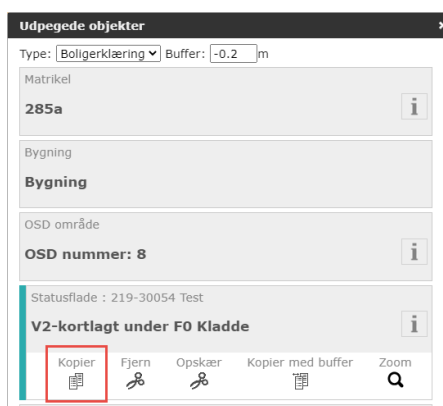 Udpegede objekter
Type: Boligerklæring Buffer: -0.2 m
Matrikel
285a
Bygning
Bygning
OSD område
OSD nummer: 8
Statusflade : 219-30054 Test
V2-kortlagt under F0 Kladde
Kopier Fjern Opskær Kopier med buffer Zoom